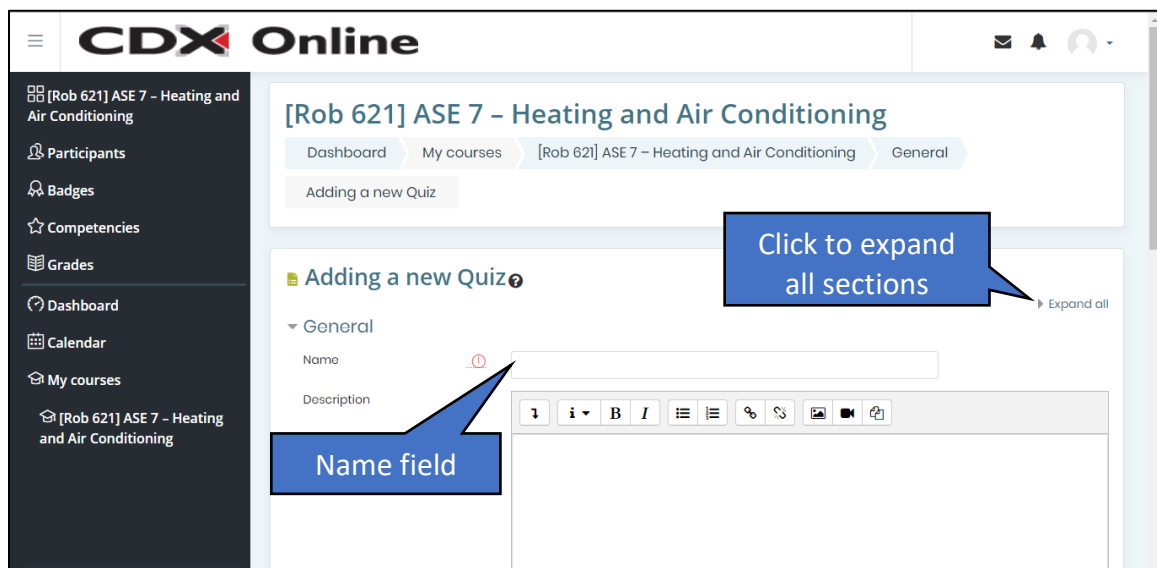 CDX Online
[Rob 621] ASE 7 – Heating and
Air Conditioning
Participants
Badges
Competencies
Grades
Dashboard
Calendar
My courses
[Rob 621] ASE 7 – Heating
and Air Conditioning
[Rob 621] ASE 7 – Heating and Air Conditioning
Dashboard My courses [Rob 621] ASE 7 – Heating and Air Conditioning General
Adding a new Quiz
Click to expand
all sections
Adding a new Quiz
Expand all
General
Name
Description
i B I
Name field